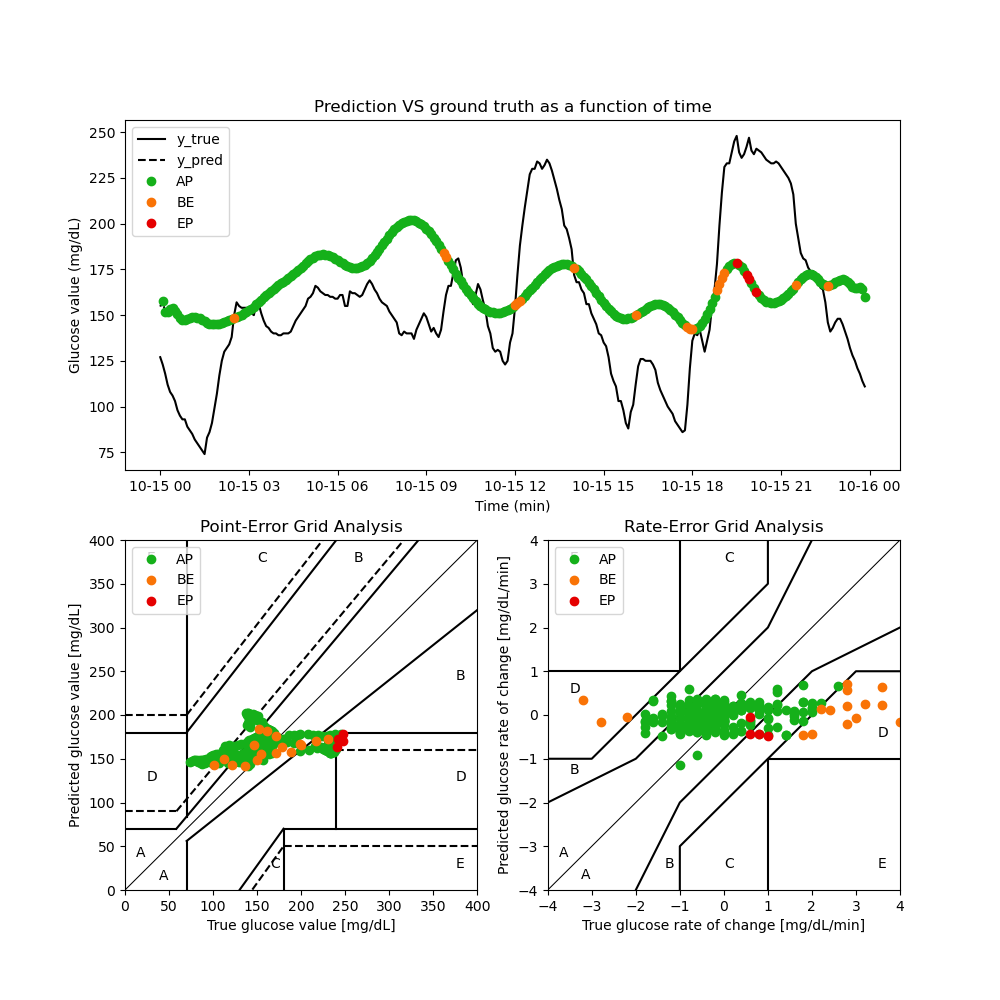 Prediction VS ground truth as a function of time
Glucose value (mg/dL)
250
225
200
175
150
125
100
75
y_true
y_pred
AP
BE
EP
10-15 00 10-15 03 10-15 06 10-15 09 10-15 12 10-15 15 10-15 18 10-15 21 10-16 00
Time (min)
Point-Error Grid Analysis
Predicted glucose value [mg/dL]
400
350
300
250
200
150
100
50
0
AP
BE
EP
C
B
B
D
D
A
A
C
E
0 50 100 150 200 250 300 350 400
True glucose value [mg/dL]
Rate-Error Grid Analysis
Predicted glucose rate of change [mg/dL/min]
4
3
2
1
0
−1
−2
−3
−4
AP
BE
EP
C
D
D
B
A
A
B
C
E
−4 −3 −2 −1 0 1 2 3 4
True glucose rate of change [mg/dL/min]